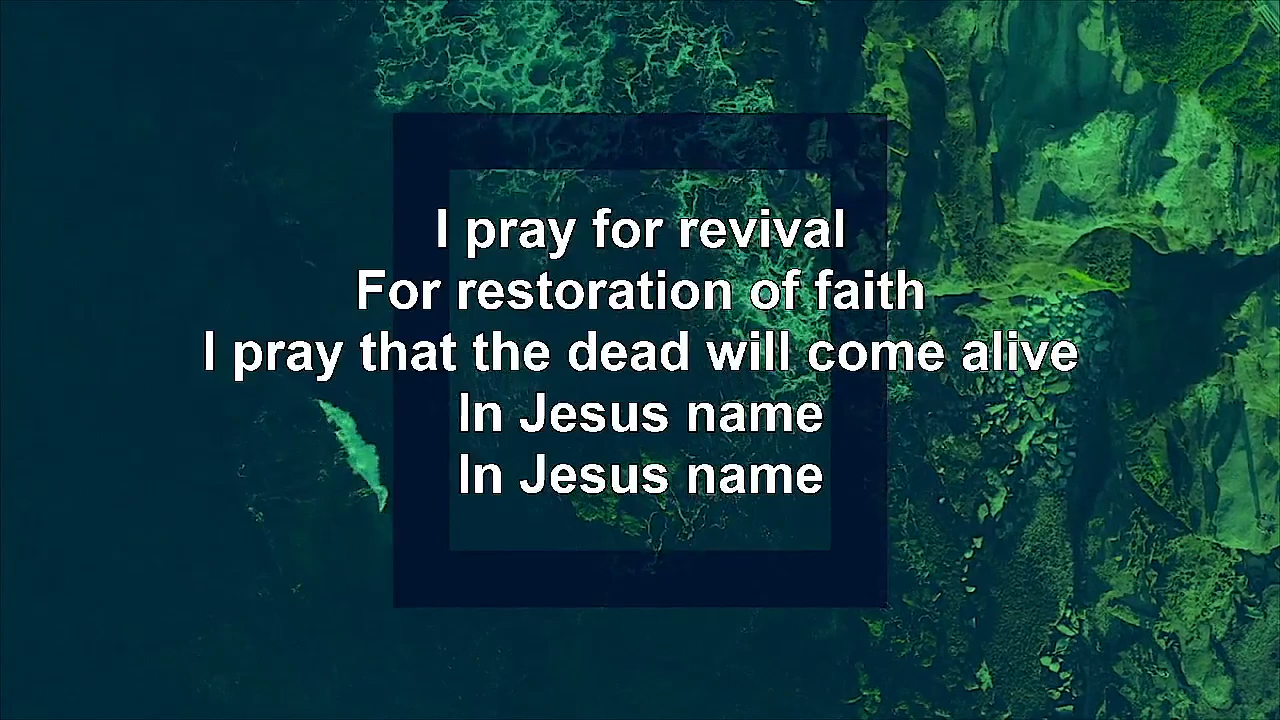 I pray for revival
For restoration of faith
I pray that the dead will come alive
In Jesus name
In Jesus name